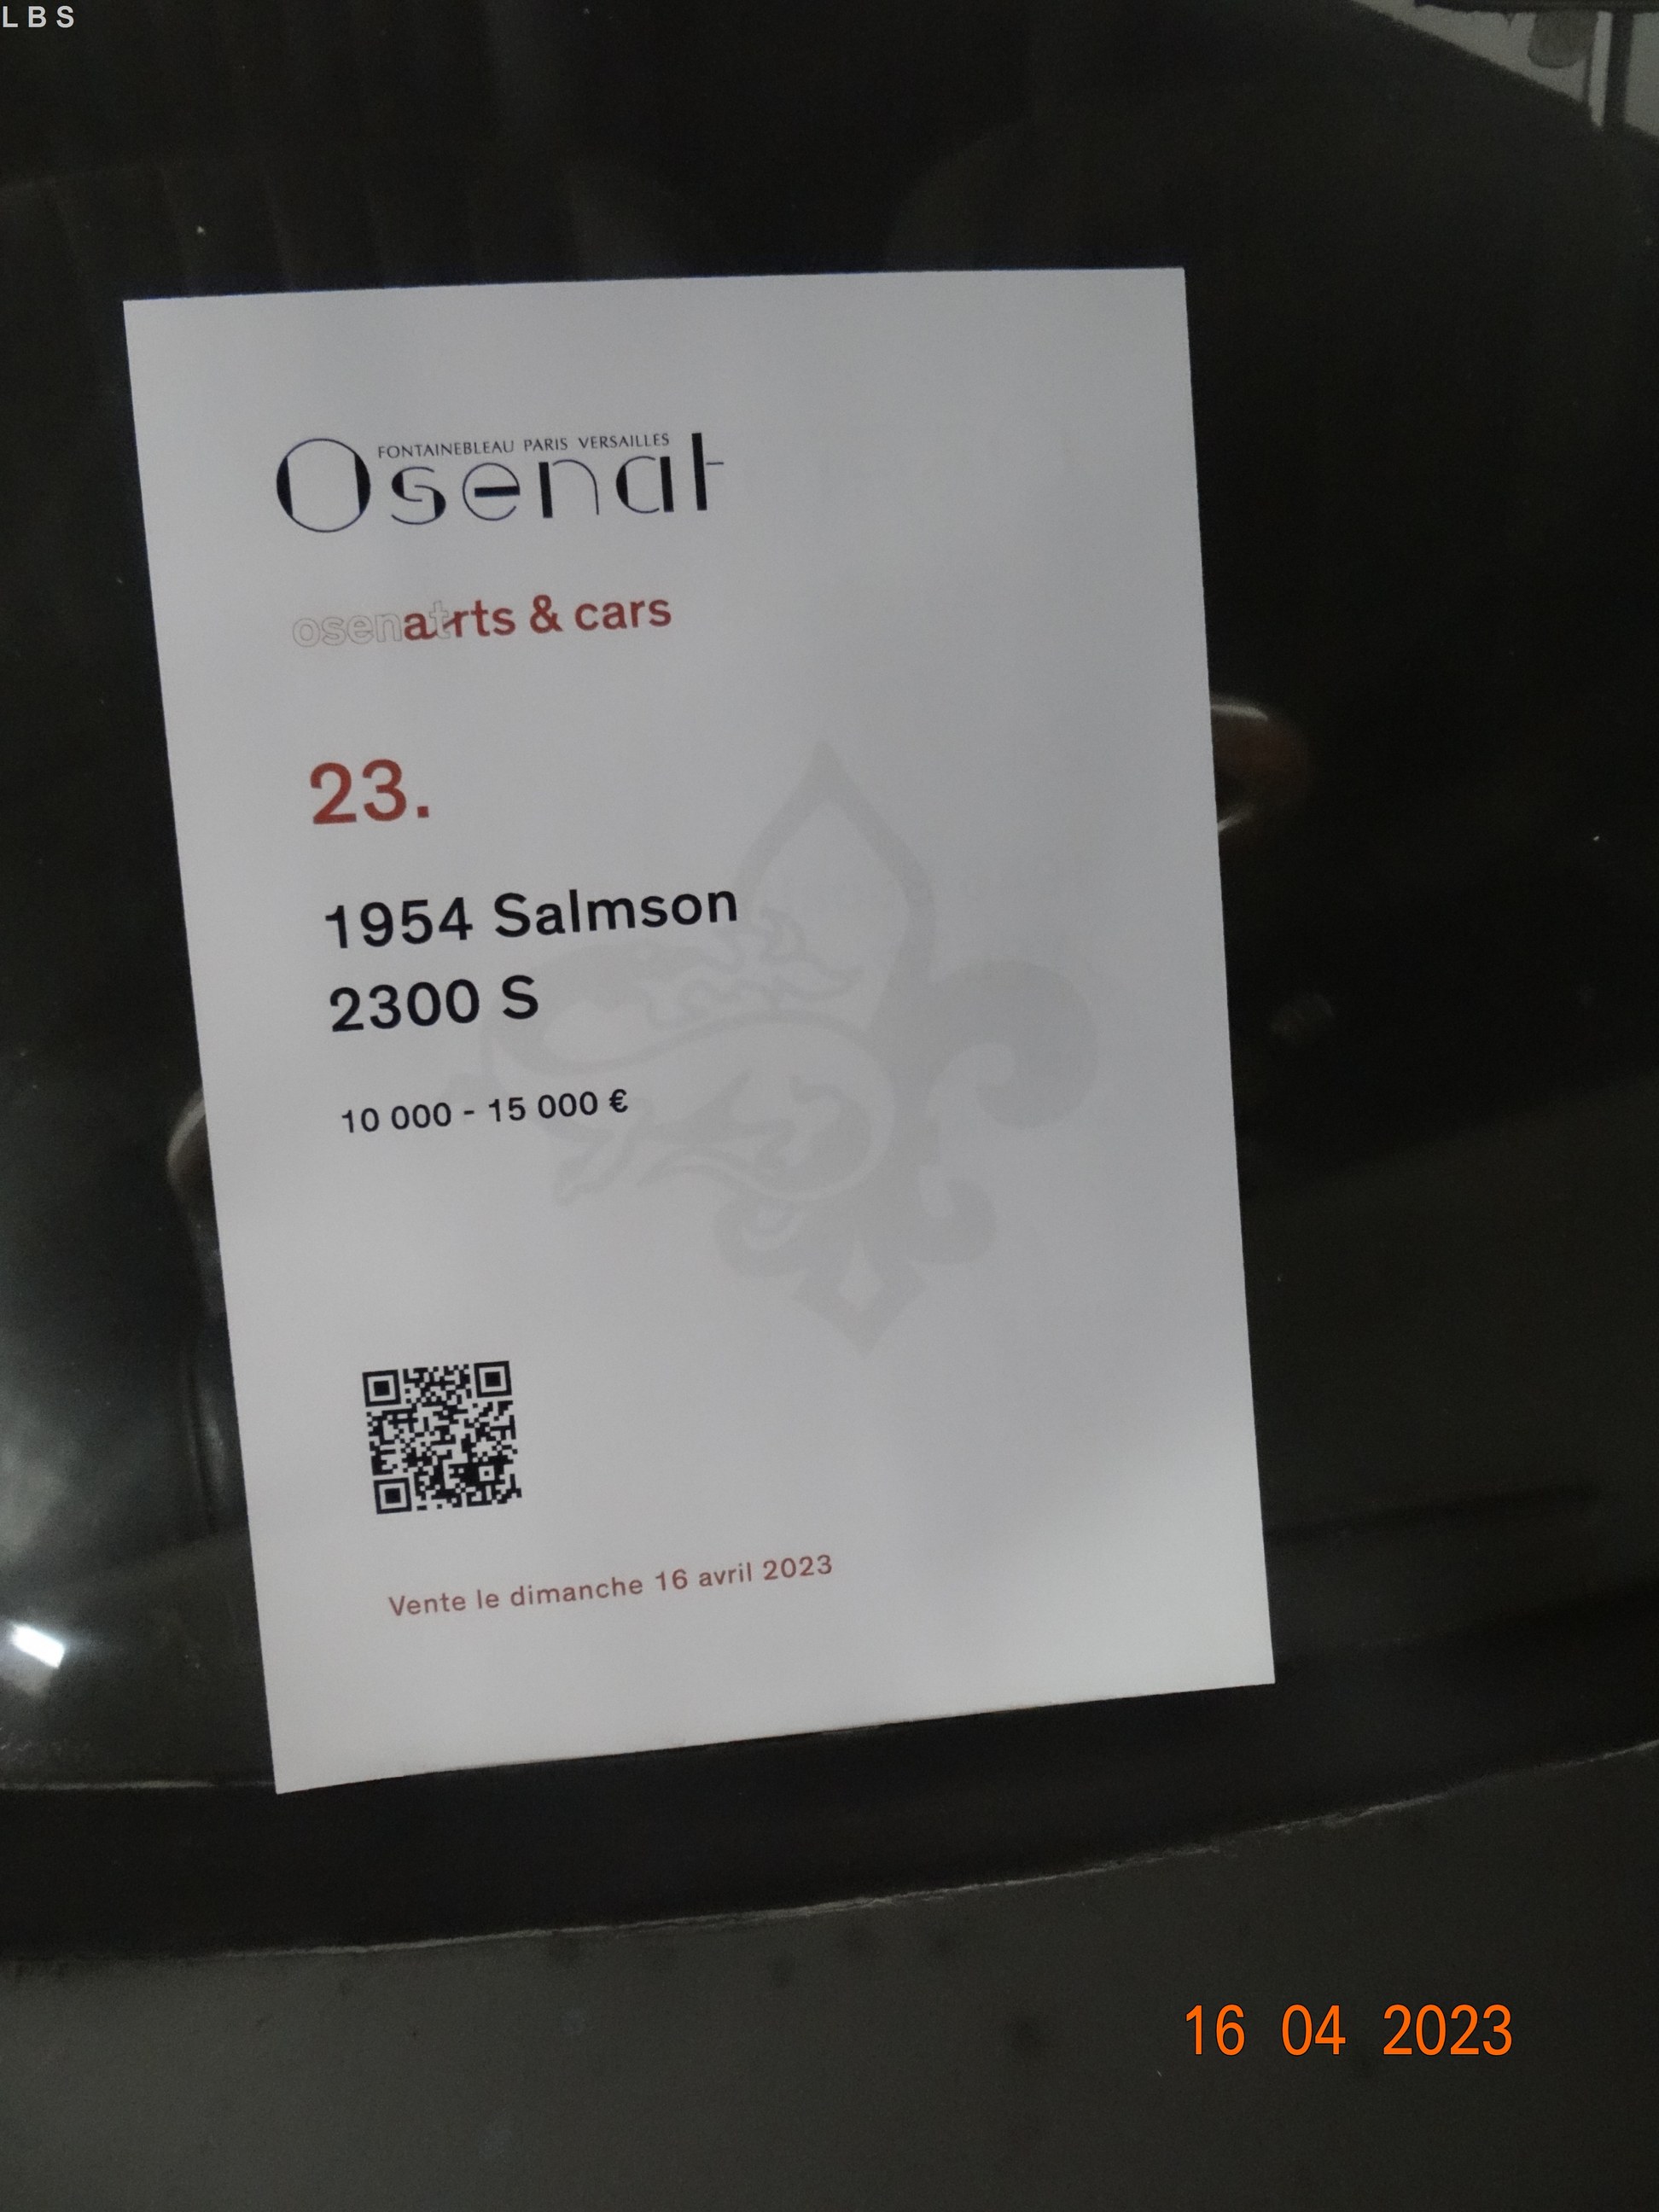 L B S
FONTAINEBLEAU PARIS VERSAILLES
Osenat
osenatrts & cars
23.
1954 Salmson
2300 S
10 000 - 15 000 €
Vente le dimanche 16 avril 2023
16 04 2023